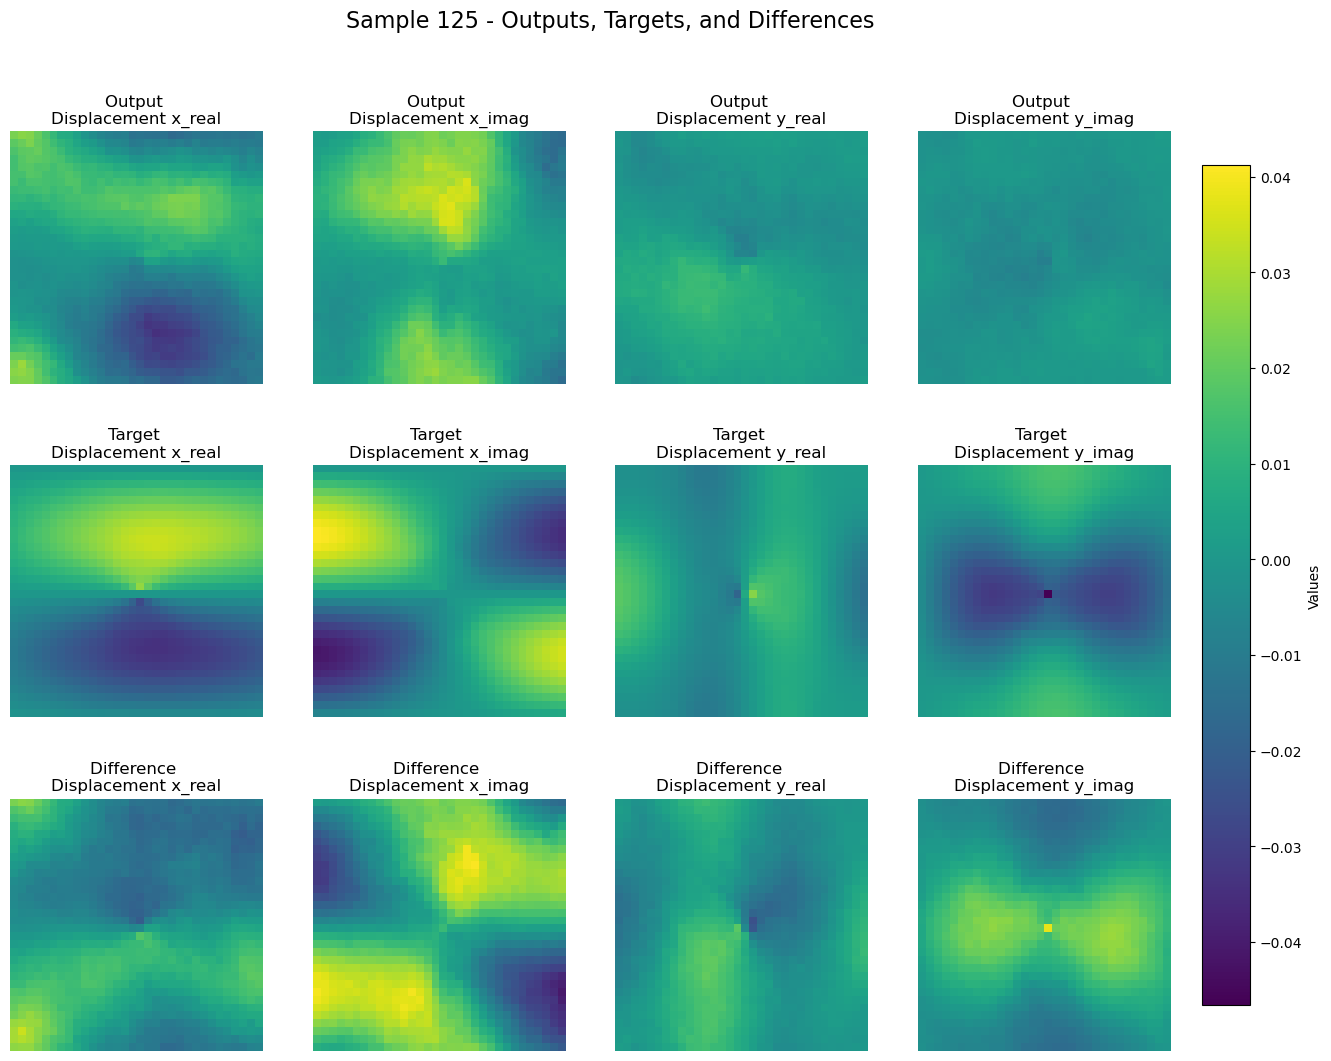 Sample 125 - Outputs, Targets, and Differences
Output
Displacement x_real
Output
Displacement x_imag
Output
Displacement y_real
Output
Displacement y_imag
Target
Displacement x_real
Target
Displacement x_imag
Target
Displacement y_real
Target
Displacement y_imag
Difference
Displacement x_real
Difference
Displacement x_imag
Difference
Displacement y_real
Difference
Displacement y_imag
0.04
0.03
0.02
0.01
0.00
−0.01
−0.02
−0.03
−0.04
Values